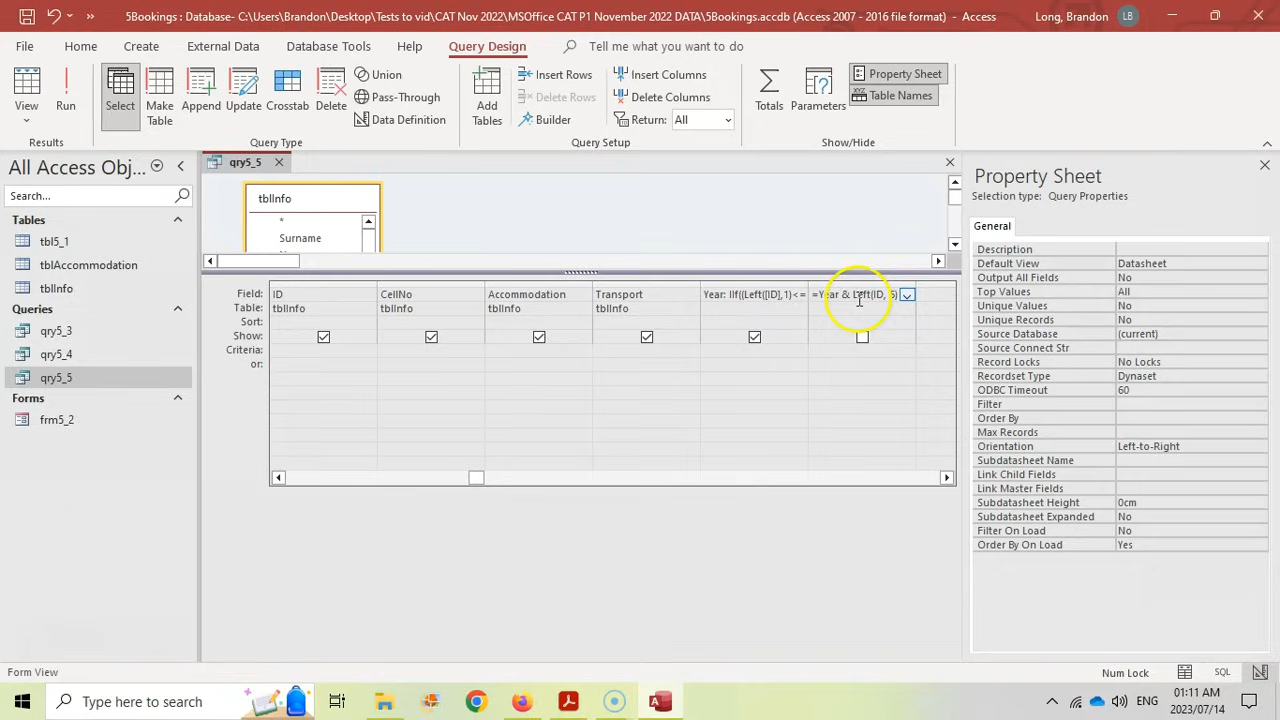 5Bookings : Database- C:\Users\Brandon\Desktop\Tests to vid\CAT Nov 2022\MSOffice CAT P1 November 2022 DATA\5Bookings.accdb (Access 2007 - 2016 file format) - Access
Long, Brandon
LB
File Home Create External Data Database Tools Help Query Design Tell me what you want to do
View
Run
Select
Make Table
Append
Update
Crosstab
Delete
Union
Pass-Through
Data Definition
Add Tables
Insert Rows
Delete Rows
Builder
Insert Columns
Delete Columns
Return: All
Totals
Parameters
Property Sheet
Table Names
Results
Query Type
Query Setup
Show/Hide
All Access Obj...
Search...
Tables
tbl5_1
tblAccommodation
tblInfo
Queries
qry5_3
qry5_4
qry5_5
Forms
frm5_2
qry5_5
tblInfo
*
Surname
Field: ID CellNo Accommodation Transport Year: IIf((Left([ID],1)<= =Year & Left(ID, 6)
Table: tblInfo tblInfo tblInfo tblInfo
Sort:
Show:
Criteria:
or:
Property Sheet
Selection type: Query Properties
General
Description
Default View Datasheet
Output All Fields No
Top Values All
Unique Values No
Unique Records No
Source Database (current)
Source Connect Str
Record Locks No Locks
Recordset Type Dynaset
ODBC Timeout 60
Filter
Order By
Max Records
Orientation Left-to-Right
Subdatasheet Name
Link Child Fields
Link Master Fields
Subdatasheet Height 0cm
Subdatasheet Expanded No
Filter On Load No
Order By On Load Yes
Form View
Num Lock
SQL
Type here to search
01:11 AM
2023/07/14